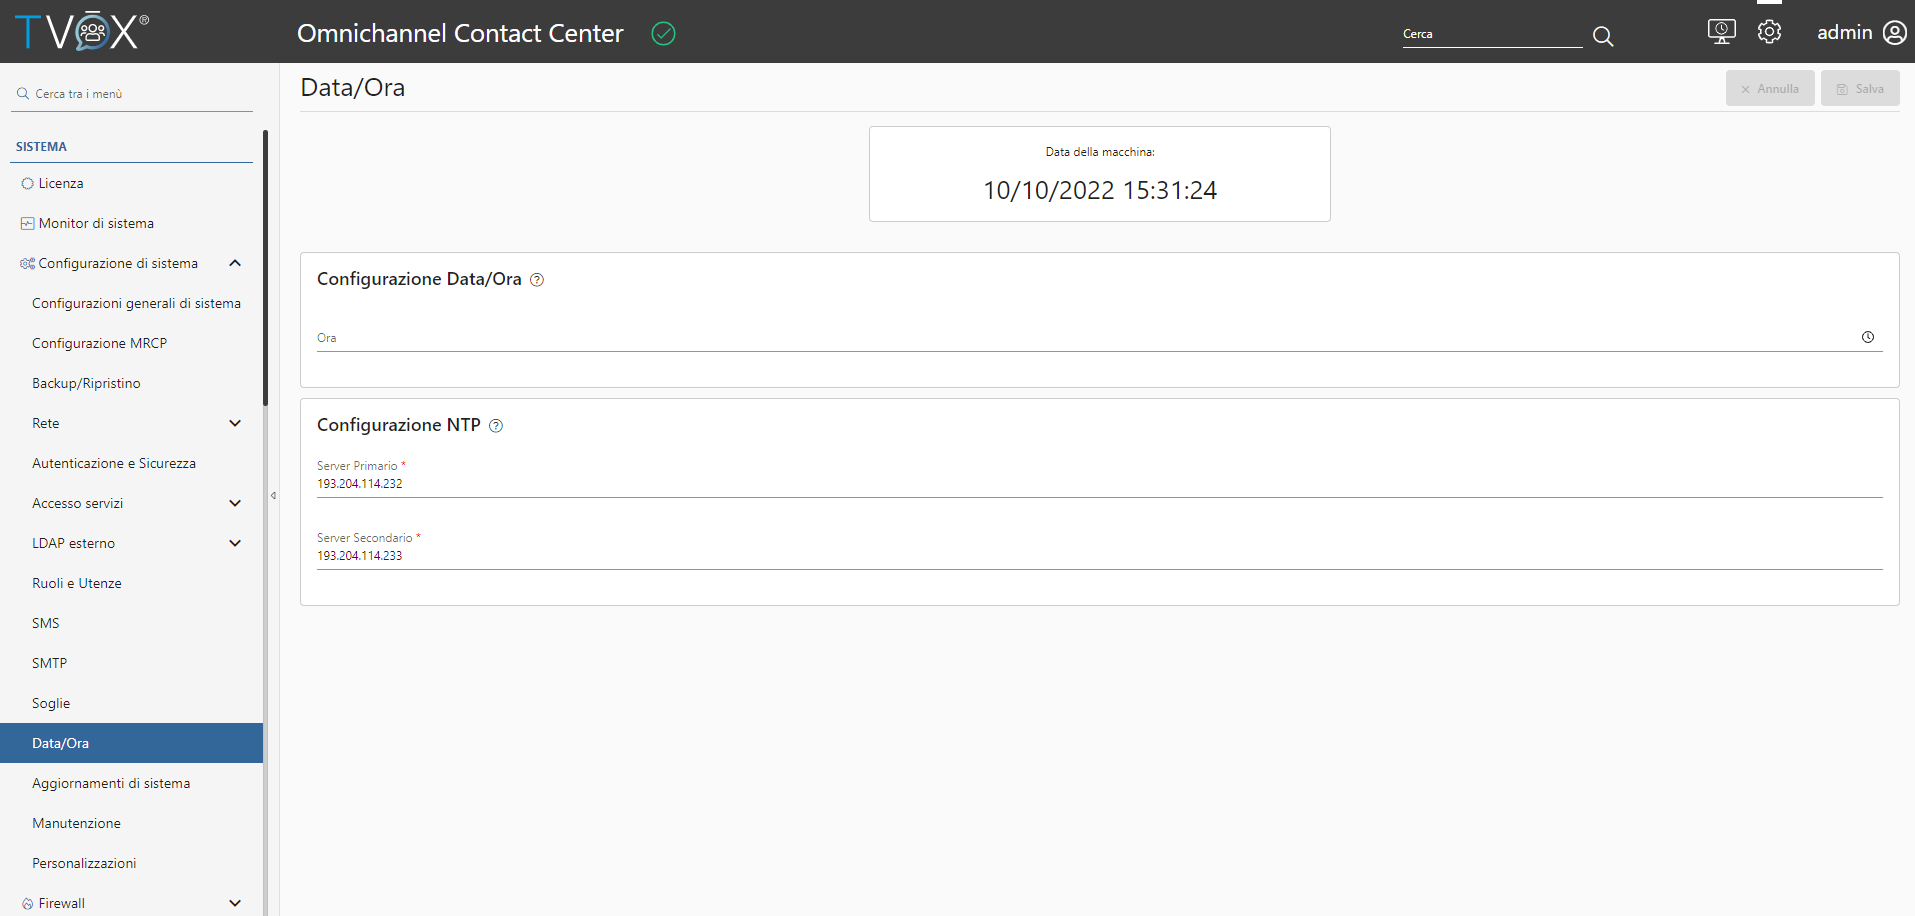 TVOX®
Omnichannel Contact Center
Cerca
admin
Cerca tra i menù
SISTEMA
Licenza
Monitor di sistema
Configurazione di sistema
Configurazioni generali di sistema
Configurazione MRCP
Backup/Ripristino
Rete
Autenticazione e Sicurezza
Accesso servizi
LDAP esterno
Ruoli e Utenze
SMS
SMTP
Soglie
Data/Ora
Aggiornamenti di sistema
Manutenzione
Personalizzazioni
Firewall
Data/Ora
Annulla
Salva
Data della macchina:
10/10/2022 15:31:24
Configurazione Data/Ora
Ora
Configurazione NTP
Server Primario *
193.204.114.232
Server Secondario *
193.204.114.233